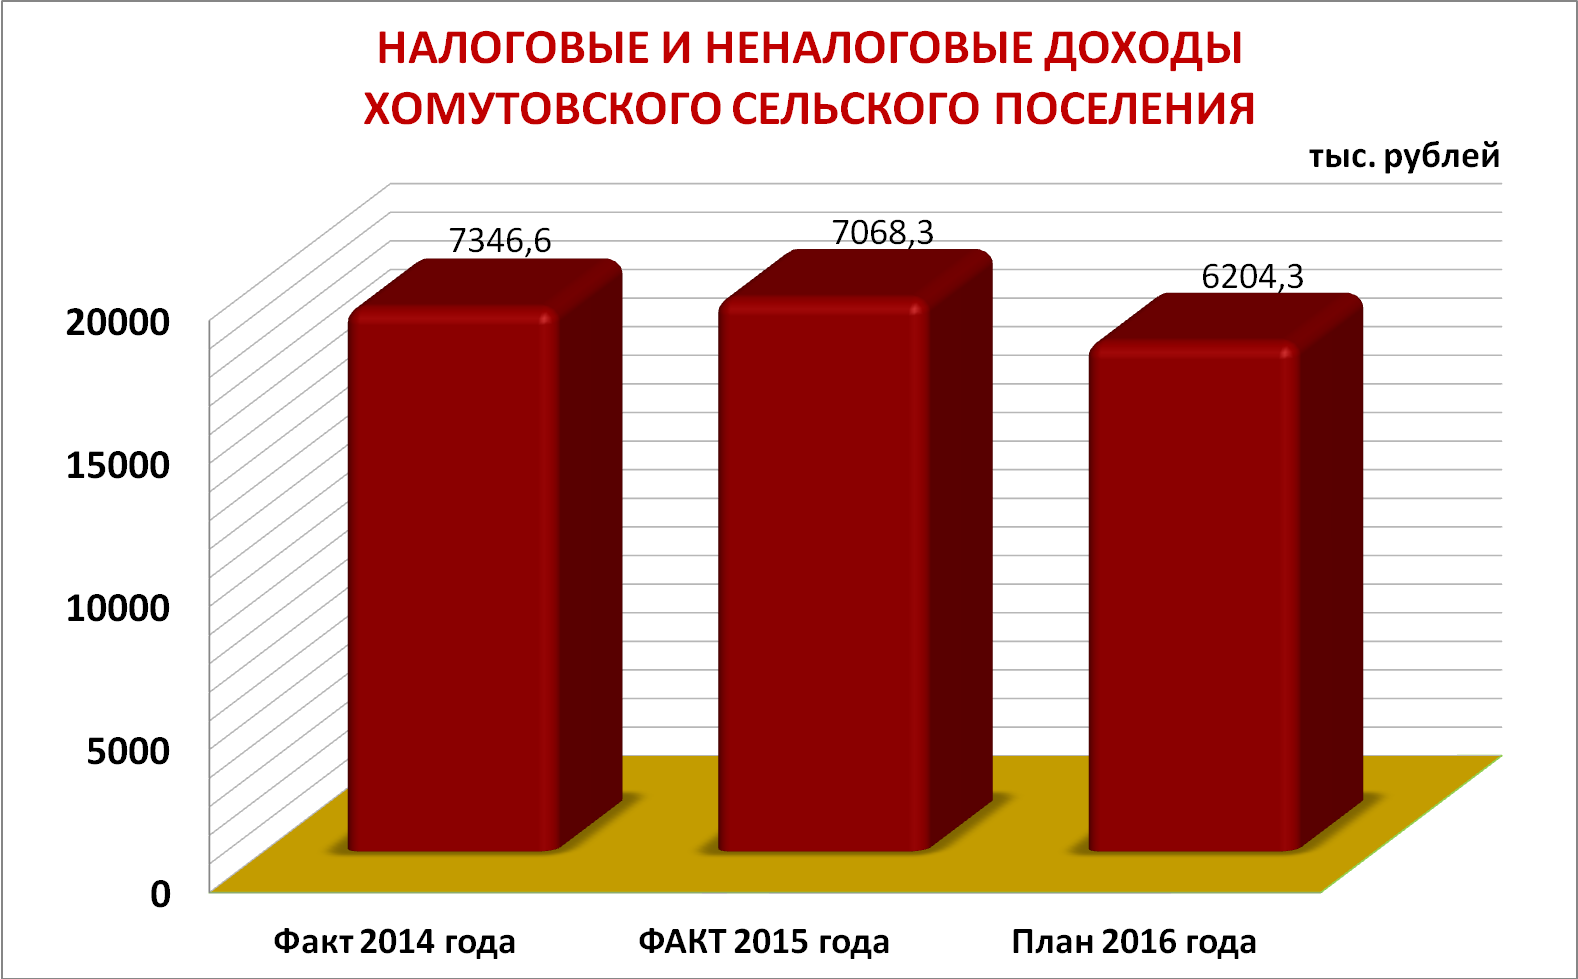 НАЛОГОВЫЕ И НЕНАЛОГОВЫЕ ДОХОДЫ
ХОМУТОВСКОГО СЕЛЬСКОГО ПОСЕЛЕНИЯ
тыс. рублей
7346,6
7068,3
6204,3
20000
15000
10000
5000
0
Факт 2014 года
ФАКТ 2015 года
План 2016 года